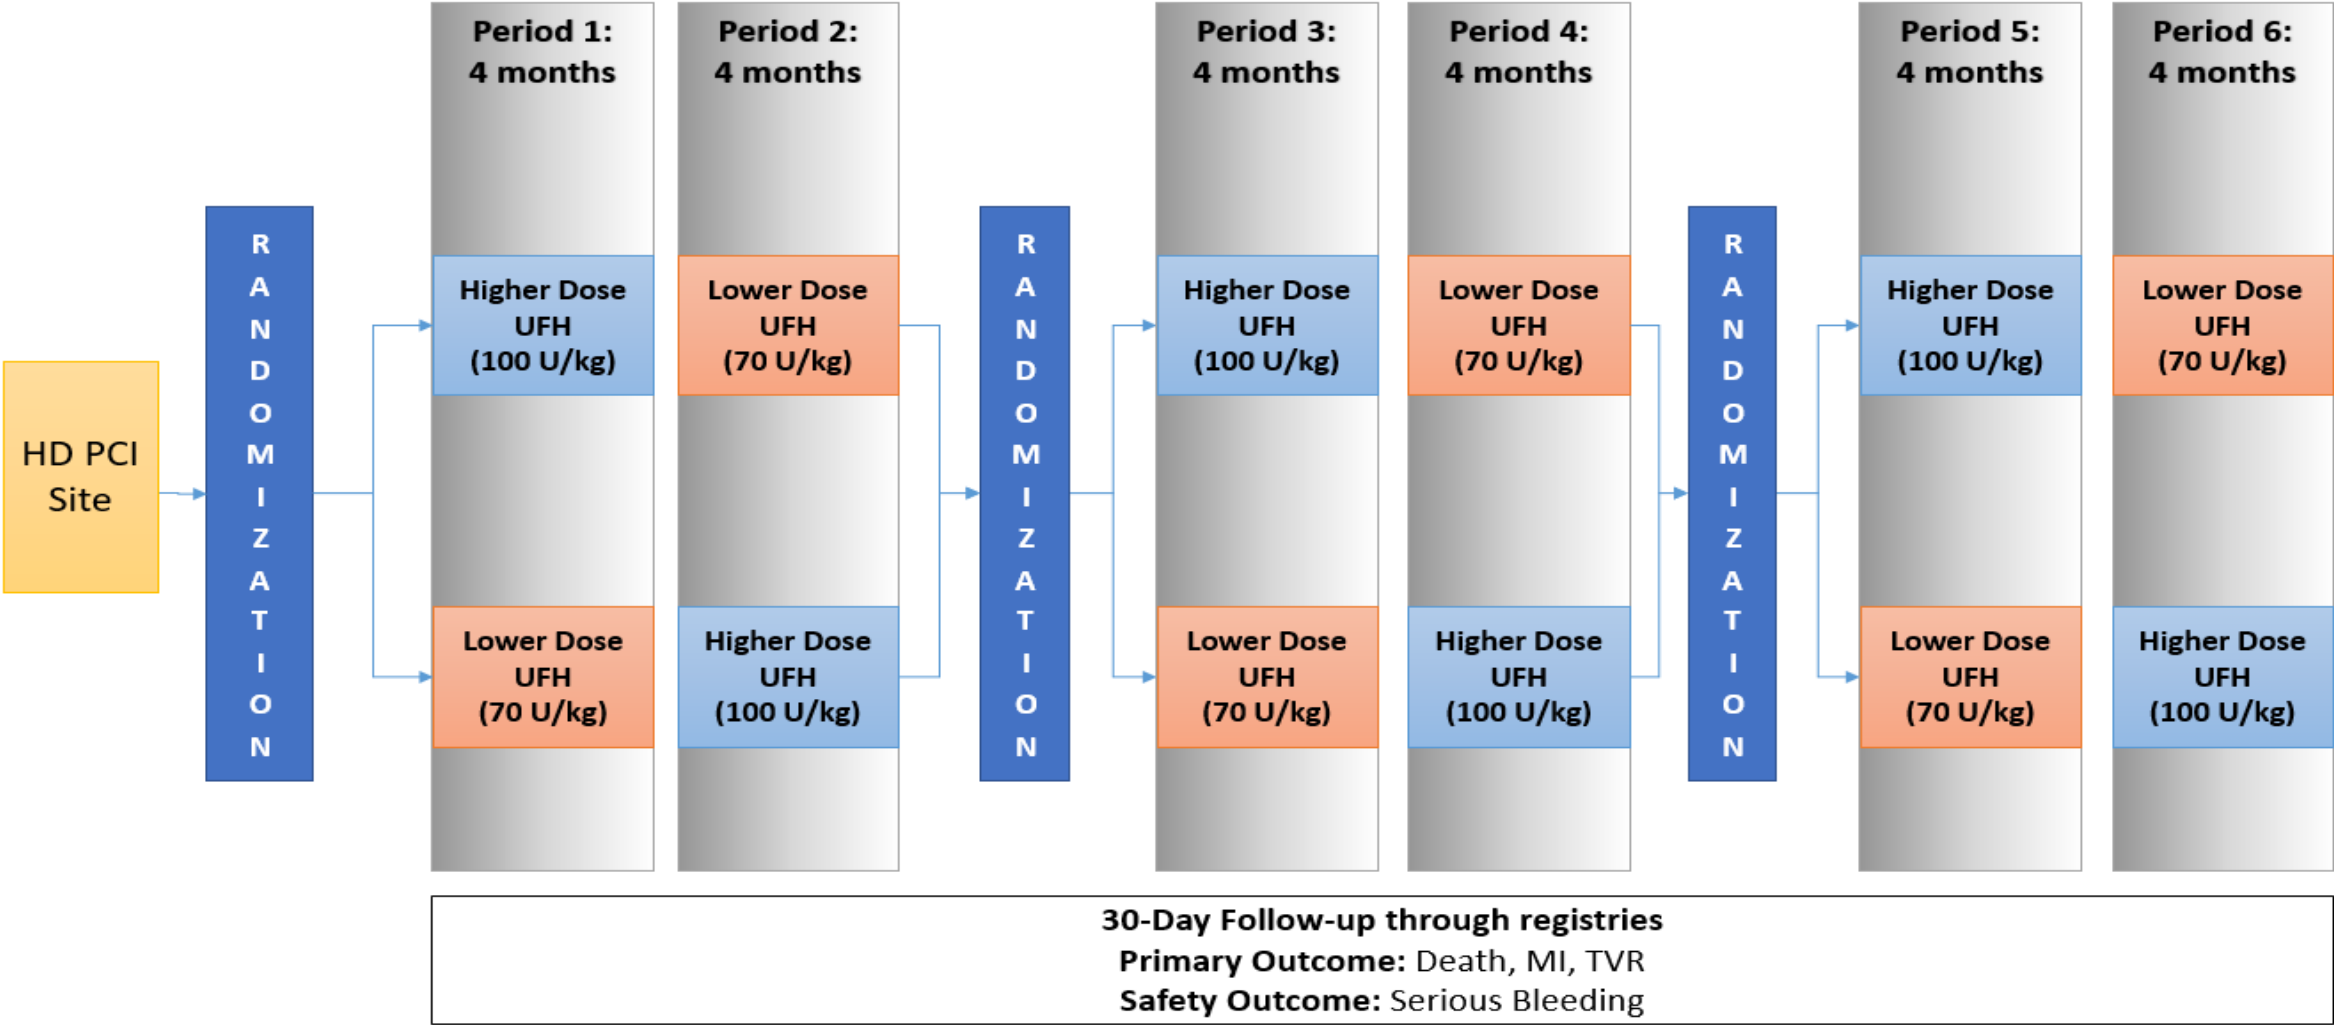 HD PCI
Site
RANDOMIZATION
Period 1:
4 months
Higher Dose
UFH
(100 U/kg)
Lower Dose
UFH
(70 U/kg)
Period 2:
4 months
Lower Dose
UFH
(70 U/kg)
Higher Dose
UFH
(100 U/kg)
RANDOMIZATION
Period 3:
4 months
Higher Dose
UFH
(100 U/kg)
Lower Dose
UFH
(70 U/kg)
Period 4:
4 months
Lower Dose
UFH
(70 U/kg)
Higher Dose
UFH
(100 U/kg)
RANDOMIZATION
Period 5:
4 months
Higher Dose
UFH
(100 U/kg)
Lower Dose
UFH
(70 U/kg)
Period 6:
4 months
Lower Dose
UFH
(70 U/kg)
Higher Dose
UFH
(100 U/kg)
30-Day Follow-up through registries
Primary Outcome: Death, MI, TVR
Safety Outcome: Serious Bleeding